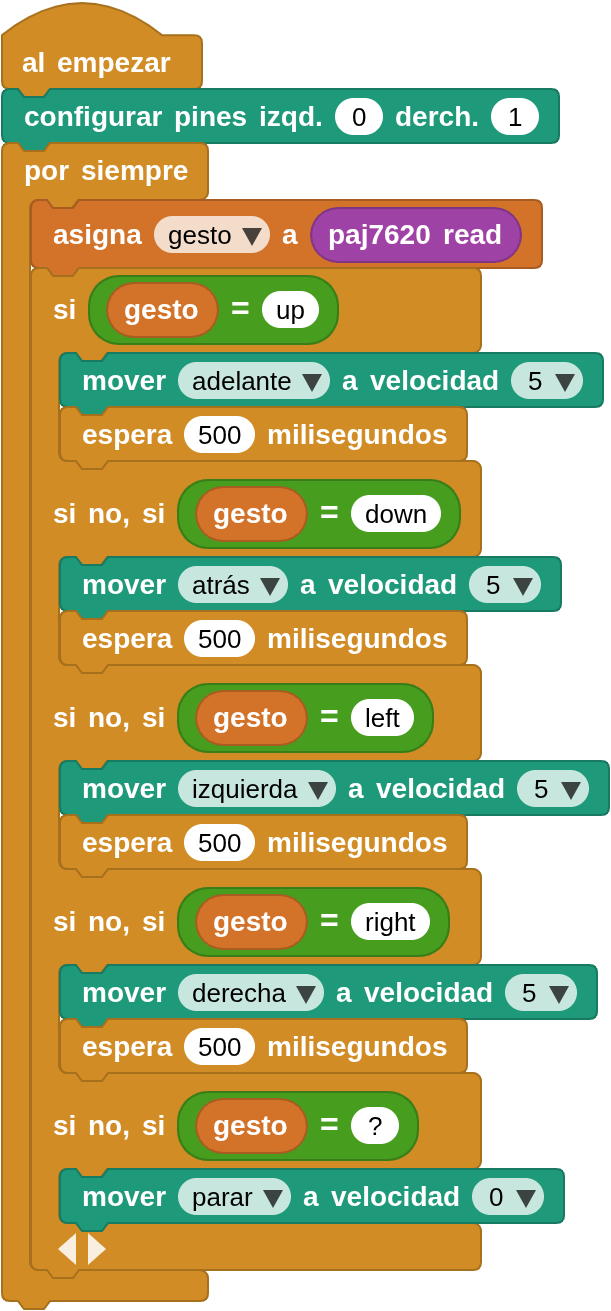 al empezar
configurar pines izqd. 0 derch. 1
por siempre
asigna gesto a paj7620 read
si gesto = up
mover adelante a velocidad 5
espera 500 milisegundos
si no, si gesto = down
mover atrás a velocidad 5
espera 500 milisegundos
si no, si gesto = left
mover izquierda a velocidad 5
espera 500 milisegundos
si no, si gesto = right
mover derecha a velocidad 5
espera 500 milisegundos
si no, si gesto = ?
mover parar a velocidad 0